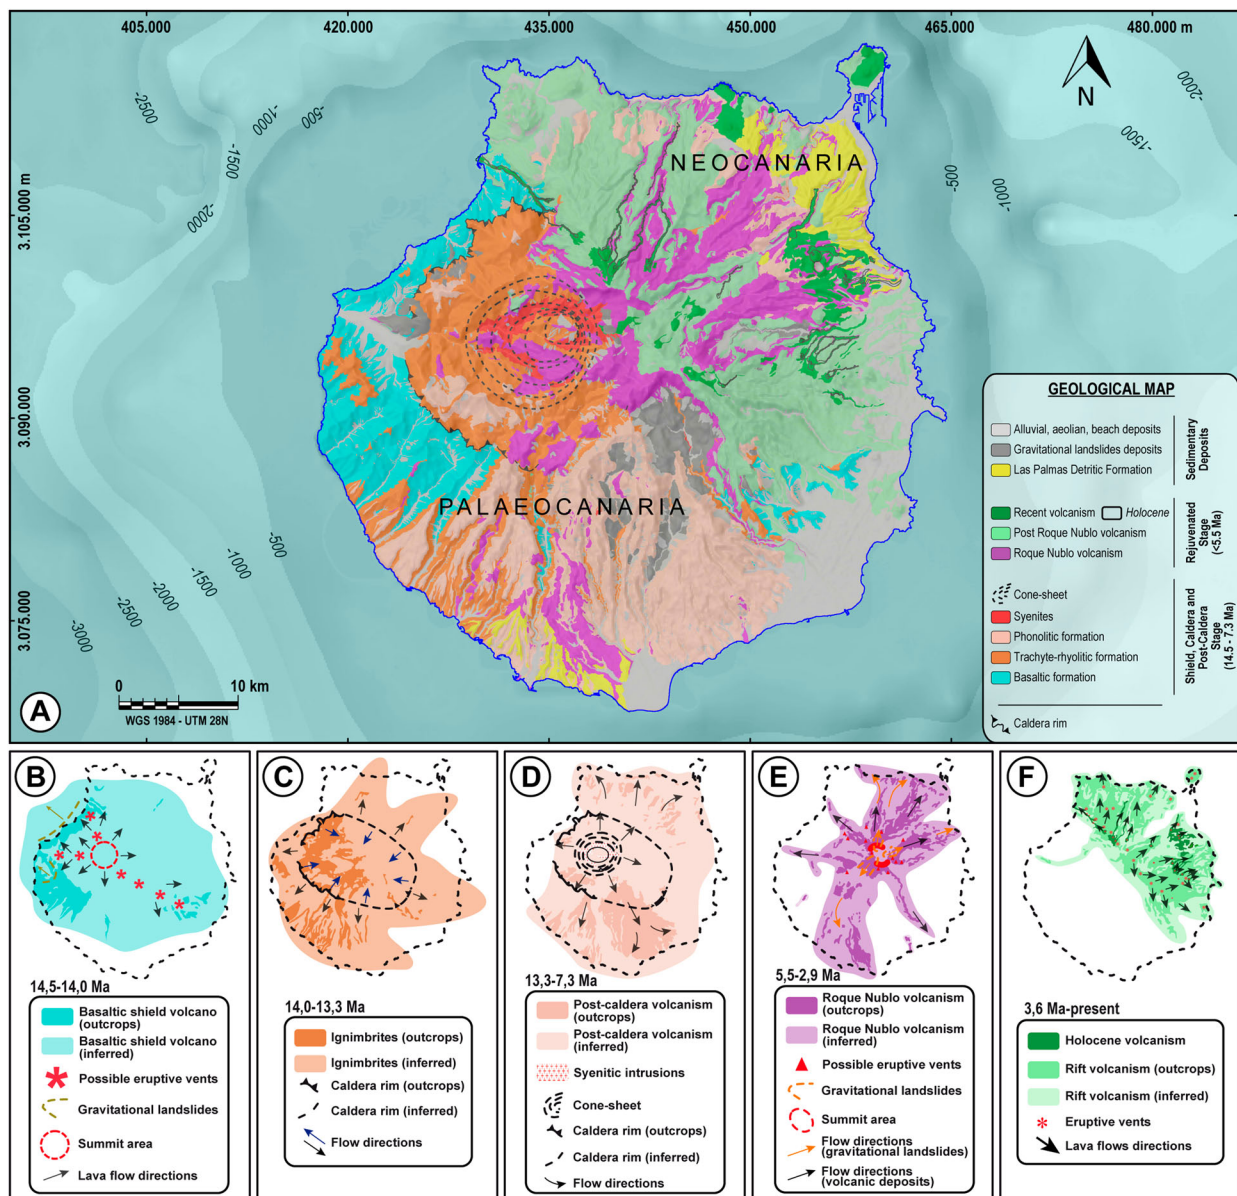 405.000
420.000
435.000
450.000
465.000
480.000 m
3.105.000 m
3.090.000
3.075.000
-2500
-1000
-500
-1500
-2000
-2000
-1500
-1000
-500
-500
-1000
-1500
-2000
-2500
-3000
N
NEOCANARIA
PALAEOCANARIA
A
0 10 km
WGS 1984 - UTM 28N
GEOLOGICAL MAP
Alluvial, aeolian, beach deposits
Gravitational landslides deposits
Las Palmas Detritic Formation
Sedimentary
Deposits
Recent volcanism Holocene
Post Roque Nublo volcanism
Roque Nublo volcanism
Rejuvenated
Stage
(<5.5 Ma)
Cone-sheet
Syenites
Phonolitic formation
Trachyte-rhyolitic formation
Basaltic formation
Shield, Caldera and
Post-Caldera
Stage
(14.5 - 7.3 Ma)
Caldera rim
B
14,5-14,0 Ma
Basaltic shield volcano
(outcrops)
Basaltic shield volcano
(inferred)
Possible eruptive vents
Gravitational landslides
Summit area
Lava flow directions
C
14,0-13,3 Ma
Ignimbrites (outcrops)
Ignimbrites (inferred)
Caldera rim (outcrops)
Caldera rim (inferred)
Flow directions
D
13,3-7,3 Ma
Post-caldera volcanism
(outcrops)
Post-caldera volcanism
(inferred)
Syenitic intrusions
Cone-sheet
Caldera rim (outcrops)
Caldera rim (inferred)
Flow directions
E
5,5-2,9 Ma
Roque Nublo volcanism
(outcrops)
Roque Nublo volcanism
(inferred)
Possible eruptive vents
Gravitational landslides
Summit area
Flow directions
(gravitational landslides)
Flow directions
(volcanic deposits)
F
3,6 Ma-present
Holocene volcanism
Rift volcanism (outcrops)
Rift volcanism (inferred)
Eruptive vents
Lava flows directions